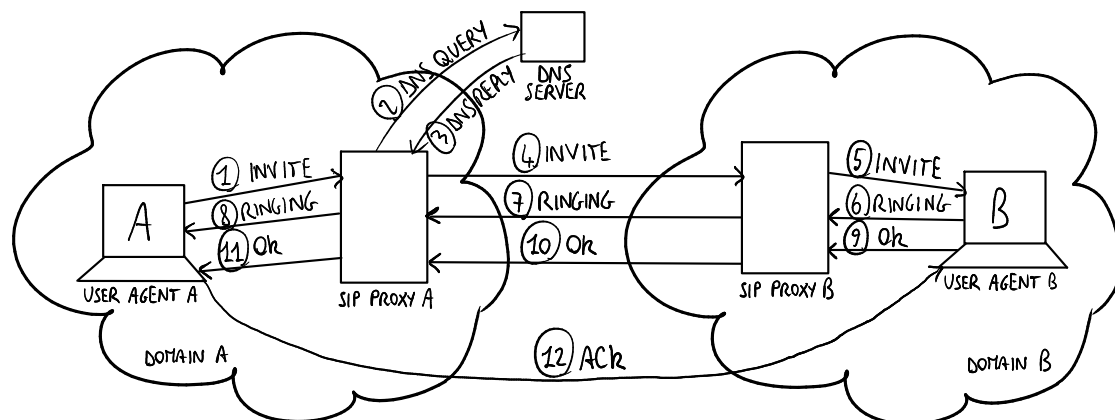 ② DNS QUERY
③ DNS REPLY
DNS
SERVER
① INVITE
⑧ RINGING
⑪ Ok
A
USER AGENT A
SIP PROXY A
DOMAIN A
④ INVITE
⑦ RINGING
⑩ Ok
⑫ ACk
⑤ INVITE
⑥ RINGING
⑨ Ok
B
SIP PROXY B
USER AGENT B
DOMAIN B